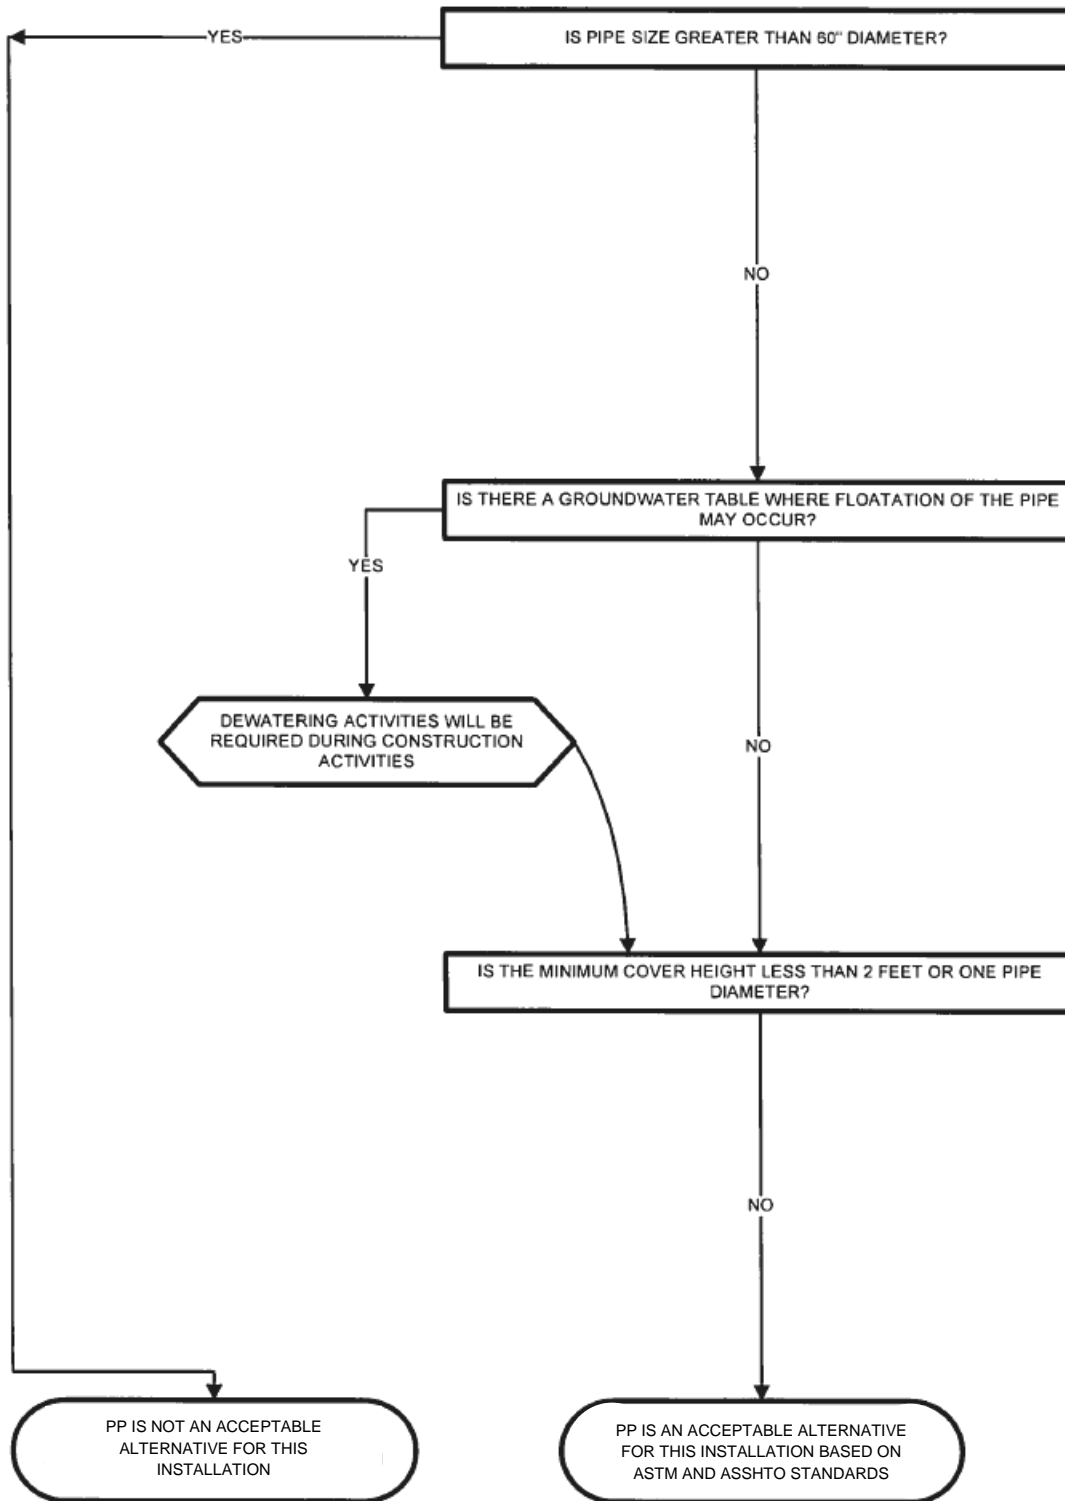 YES
IS PIPE SIZE GREATER THAN 60" DIAMETER?
NO
IS THERE A GROUNDWATER TABLE WHERE FLOATATION OF THE PIPE
MAY OCCUR?
YES
DEWATERING ACTIVITIES WILL BE
REQUIRED DURING CONSTRUCTION
ACTIVITIES
NO
IS THE MINIMUM COVER HEIGHT LESS THAN 2 FEET OR ONE PIPE
DIAMETER?
NO
PP IS NOT AN ACCEPTABLE
ALTERNATIVE FOR THIS
INSTALLATION
PP IS AN ACCEPTABLE ALTERNATIVE
FOR THIS INSTALLATION BASED ON
ASTM AND ASSHTO STANDARDS